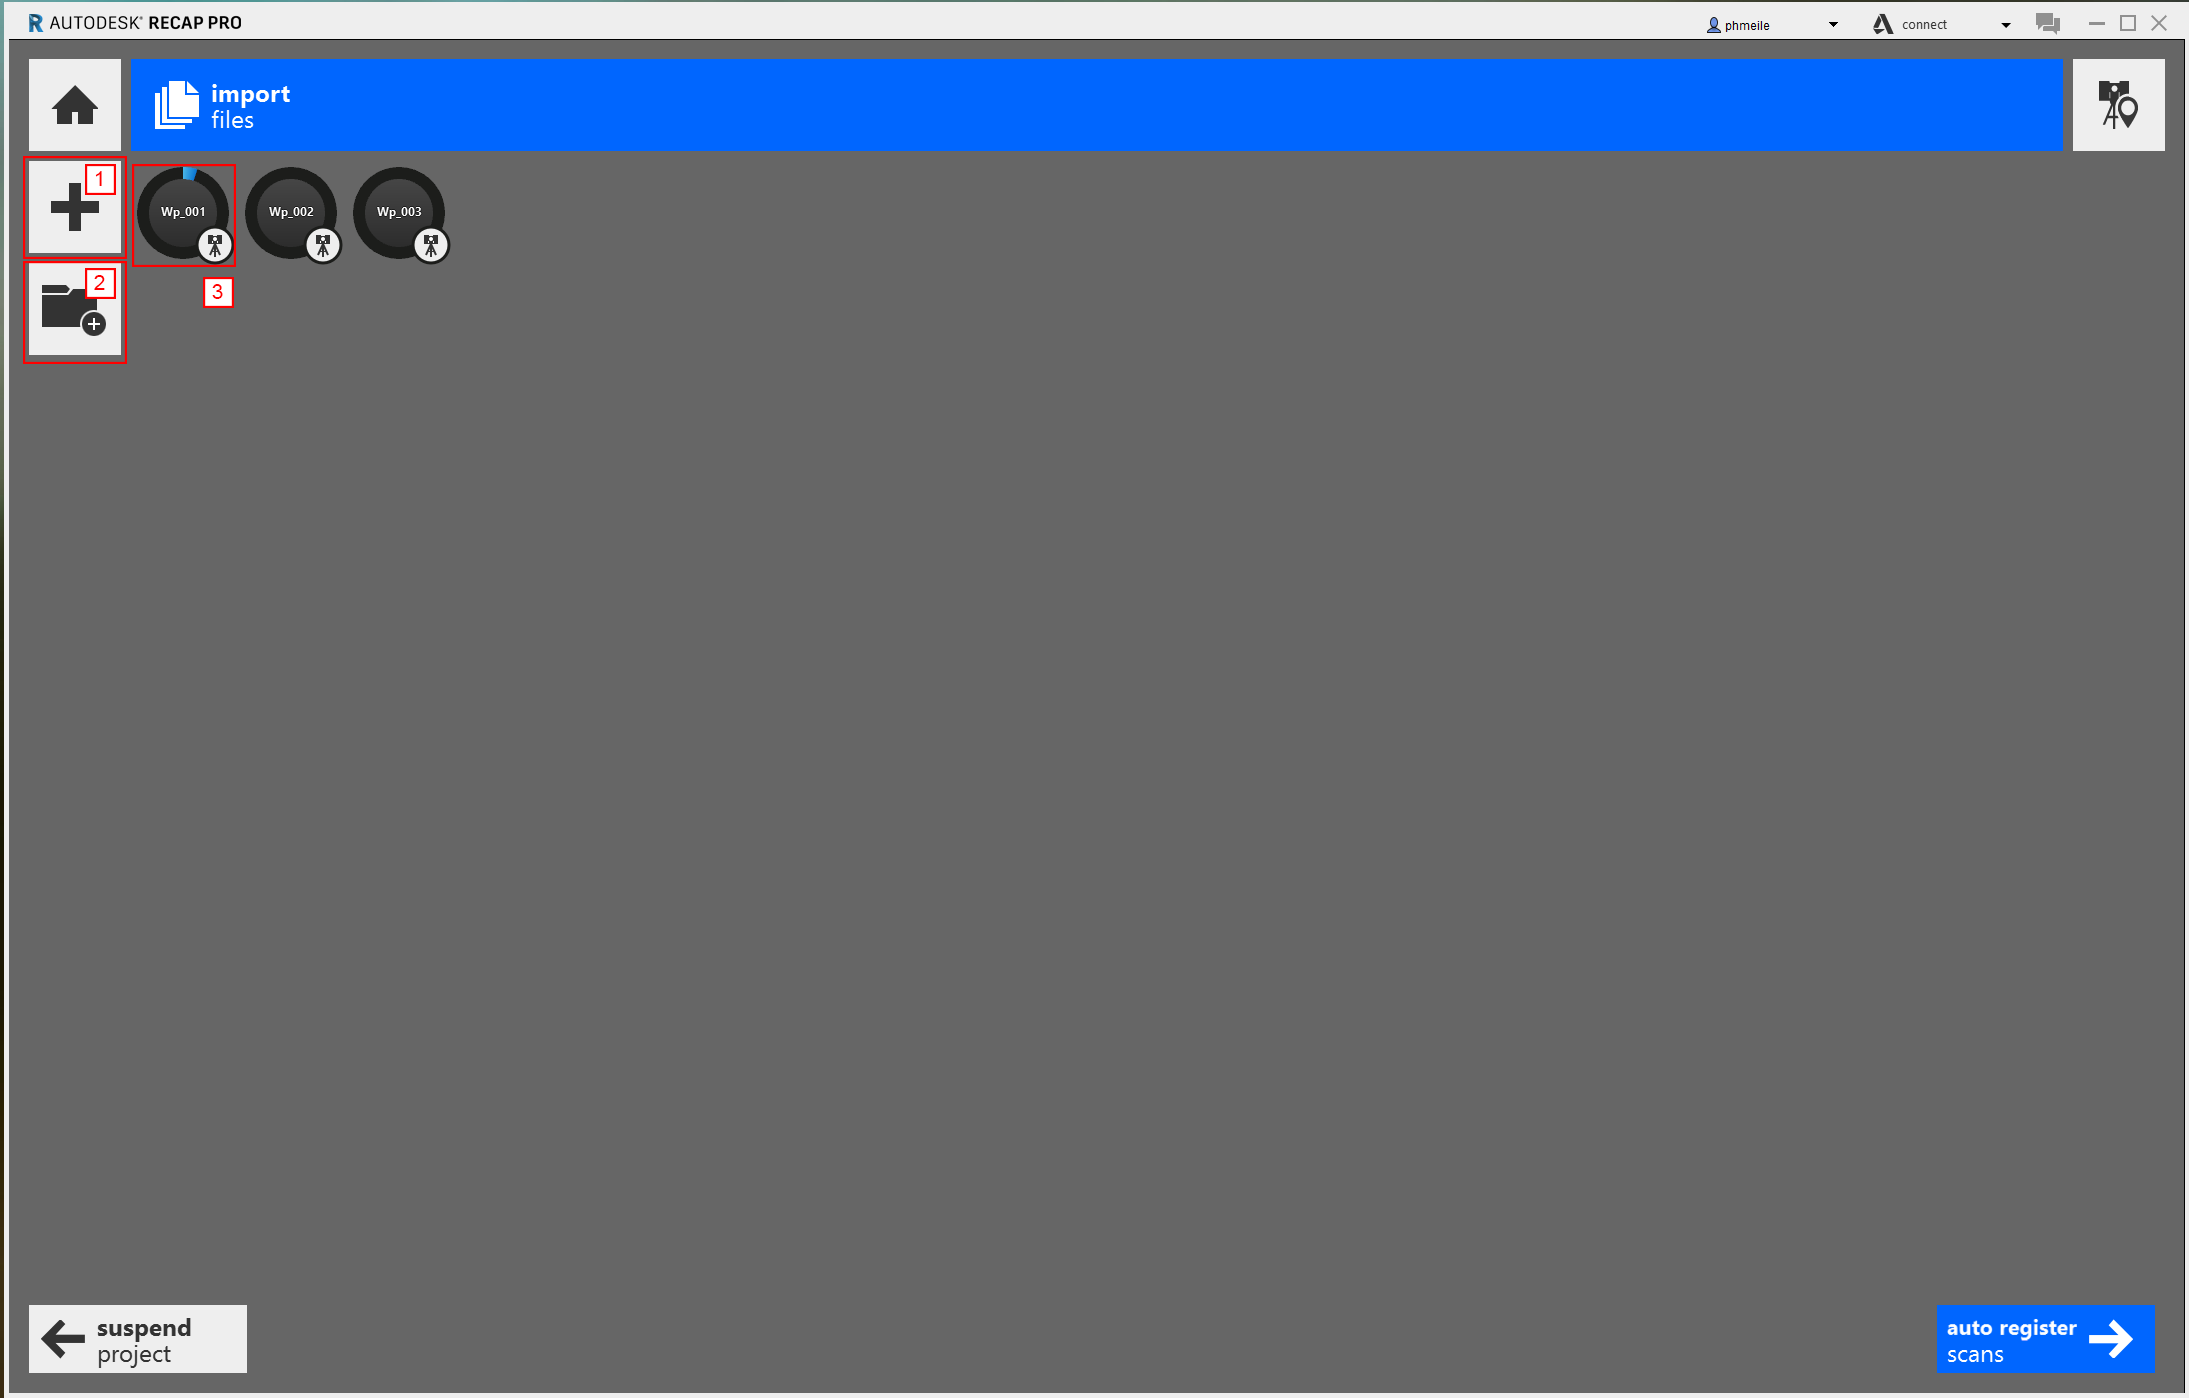 AUTODESK® RECAP PRO
phmeile
connect
import
files
1
Wp_001
Wp_002
Wp_003
2
3
suspend
project
auto register
scans